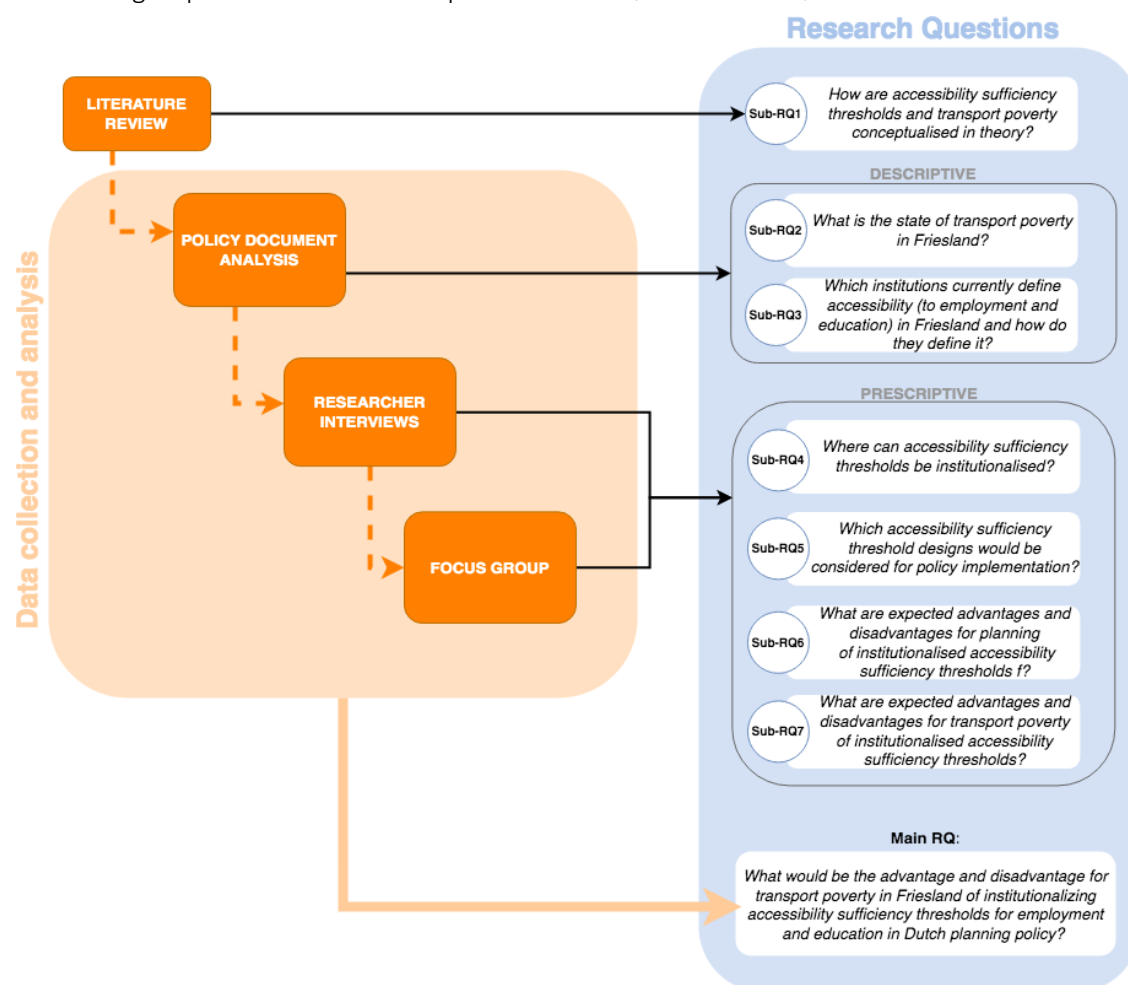 Research Questions
LITERATURE
REVIEW
Sub-RQ1
How are accessibility sufficiency
thresholds and transport poverty
conceptualised in theory?
DESCRIPTIVE
Data collection and analysis
POLICY DOCUMENT
ANALYSIS
Sub-RQ2
What is the state of transport poverty
in Friesland?
Sub-RQ3
Which institutions currently define
accessibility (to employment and
education) in Friesland and how do
they define it?
RESEARCHER
INTERVIEWS
PRESCRIPTIVE
Sub-RQ4
Where can accessibility sufficiency
thresholds be institutionalised?
FOCUS GROUP
Sub-RQ5
Which accessibility sufficiency
threshold designs would be
considered for policy implementation?
Sub-RQ6
What are expected advantages and
disadvantages for planning
of institutionalised accessibility
sufficiency thresholds f?
Sub-RQ7
What are expected advantages and
disadvantages for transport poverty
of institutionalised accessibility
sufficiency thresholds?
Main RQ:
What would be the advantage and disadvantage for
transport poverty in Friesland of institutionalizing
accessibility sufficiency thresholds for employment
and education in Dutch planning policy?